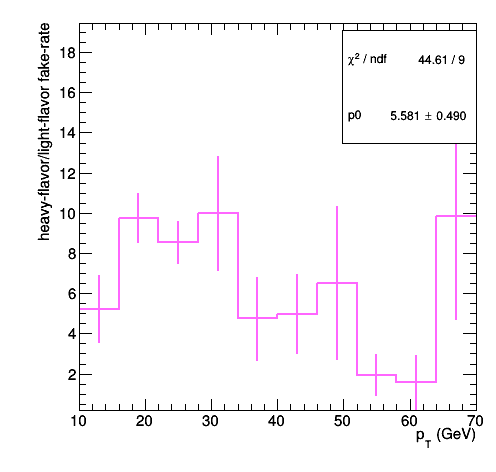 heavy-flavor/light-flavor fake-rate
χ² / ndf 44.61 / 9
p0 5.581 ± 0.490
18
16
14
12
10
8
6
4
2
10 20 30 40 50 60 70
p_T (GeV)